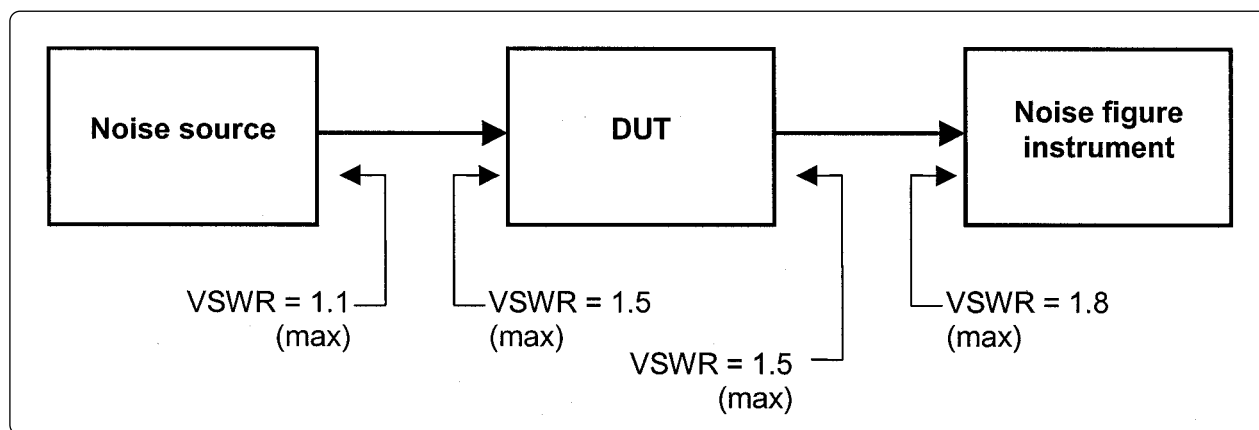 Noise source
DUT
Noise figure
instrument
VSWR = 1.1
(max)
VSWR = 1.5
(max)
VSWR = 1.5
(max)
VSWR = 1.8
(max)